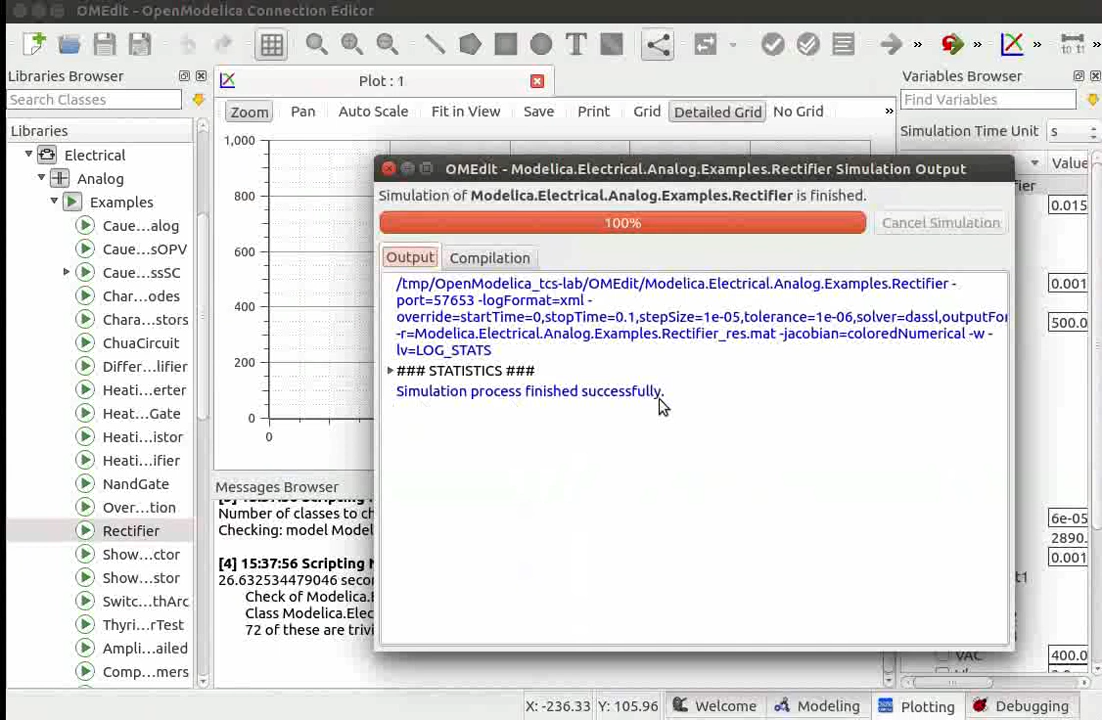 OMEdit - OpenModelica Connection Editor
Libraries Browser
Search Classes
Libraries
Electrical
Analog
Examples
Caue...alog
Caue...sOPV
Caue...ssSC
Char...odes
Chara...stors
ChuaCircuit
Differ...lifier
Heati...erter
Heat...Gate
Heati...istor
Heati...ifier
NandGate
Over...tion
Rectifier
Show...ctor
Show...stor
Switc...thArc
Thyri...rTest
Ampli...ailed
Comp...mers
Plot : 1
Zoom Pan Auto Scale Fit in View Save Print Grid Detailed Grid No Grid »
1,000
800
600
400
200
0
0
OMEdit - Modelica.Electrical.Analog.Examples.Rectifier Simulation Output
Simulation of Modelica.Electrical.Analog.Examples.Rectifier is finished.
100%
Cancel Simulation
Output Compilation
/tmp/OpenModelica_tcs-lab/OMEdit/Modelica.Electrical.Analog.Examples.Rectifier -
port=57653 -logFormat=xml -
override=startTime=0,stopTime=0.1,stepSize=1e-05,tolerance=1e-06,solver=dassl,outputFor
-r=Modelica.Electrical.Analog.Examples.Rectifier_res.mat -jacobian=coloredNumerical -w -
lv=LOG_STATS
### STATISTICS ###
Simulation process finished successfully.
Messages Browser
Number of classes to ch
Checking: model Model
[4] 15:37:56 Scripting
26.632534479046 secon
Check of Modelica.
Class Modelica.Elec
72 of these are trivi
Variables Browser
Find Variables
Simulation Time Unit s
Value
0.015
0.001
500.0
6e-05
2890.
0.001
VAC 400.0
X: -236.33 Y: 105.96 Welcome Modeling Plotting Debugging